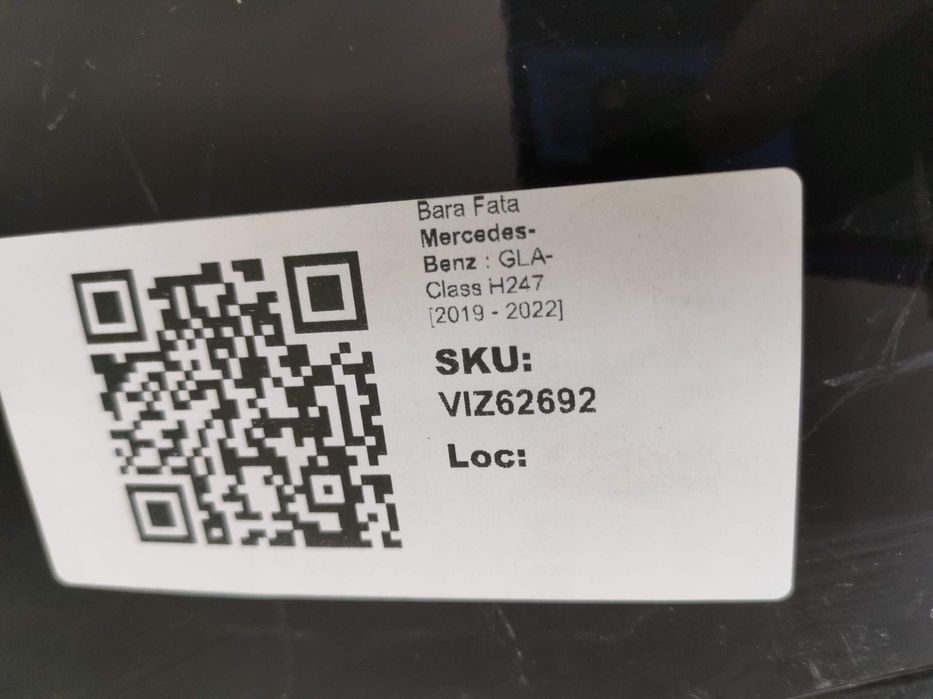 Bara Fata
Mercedes-
Benz : GLA-
Class H247
[2019 - 2022]
SKU:
VIZ62692
Loc: